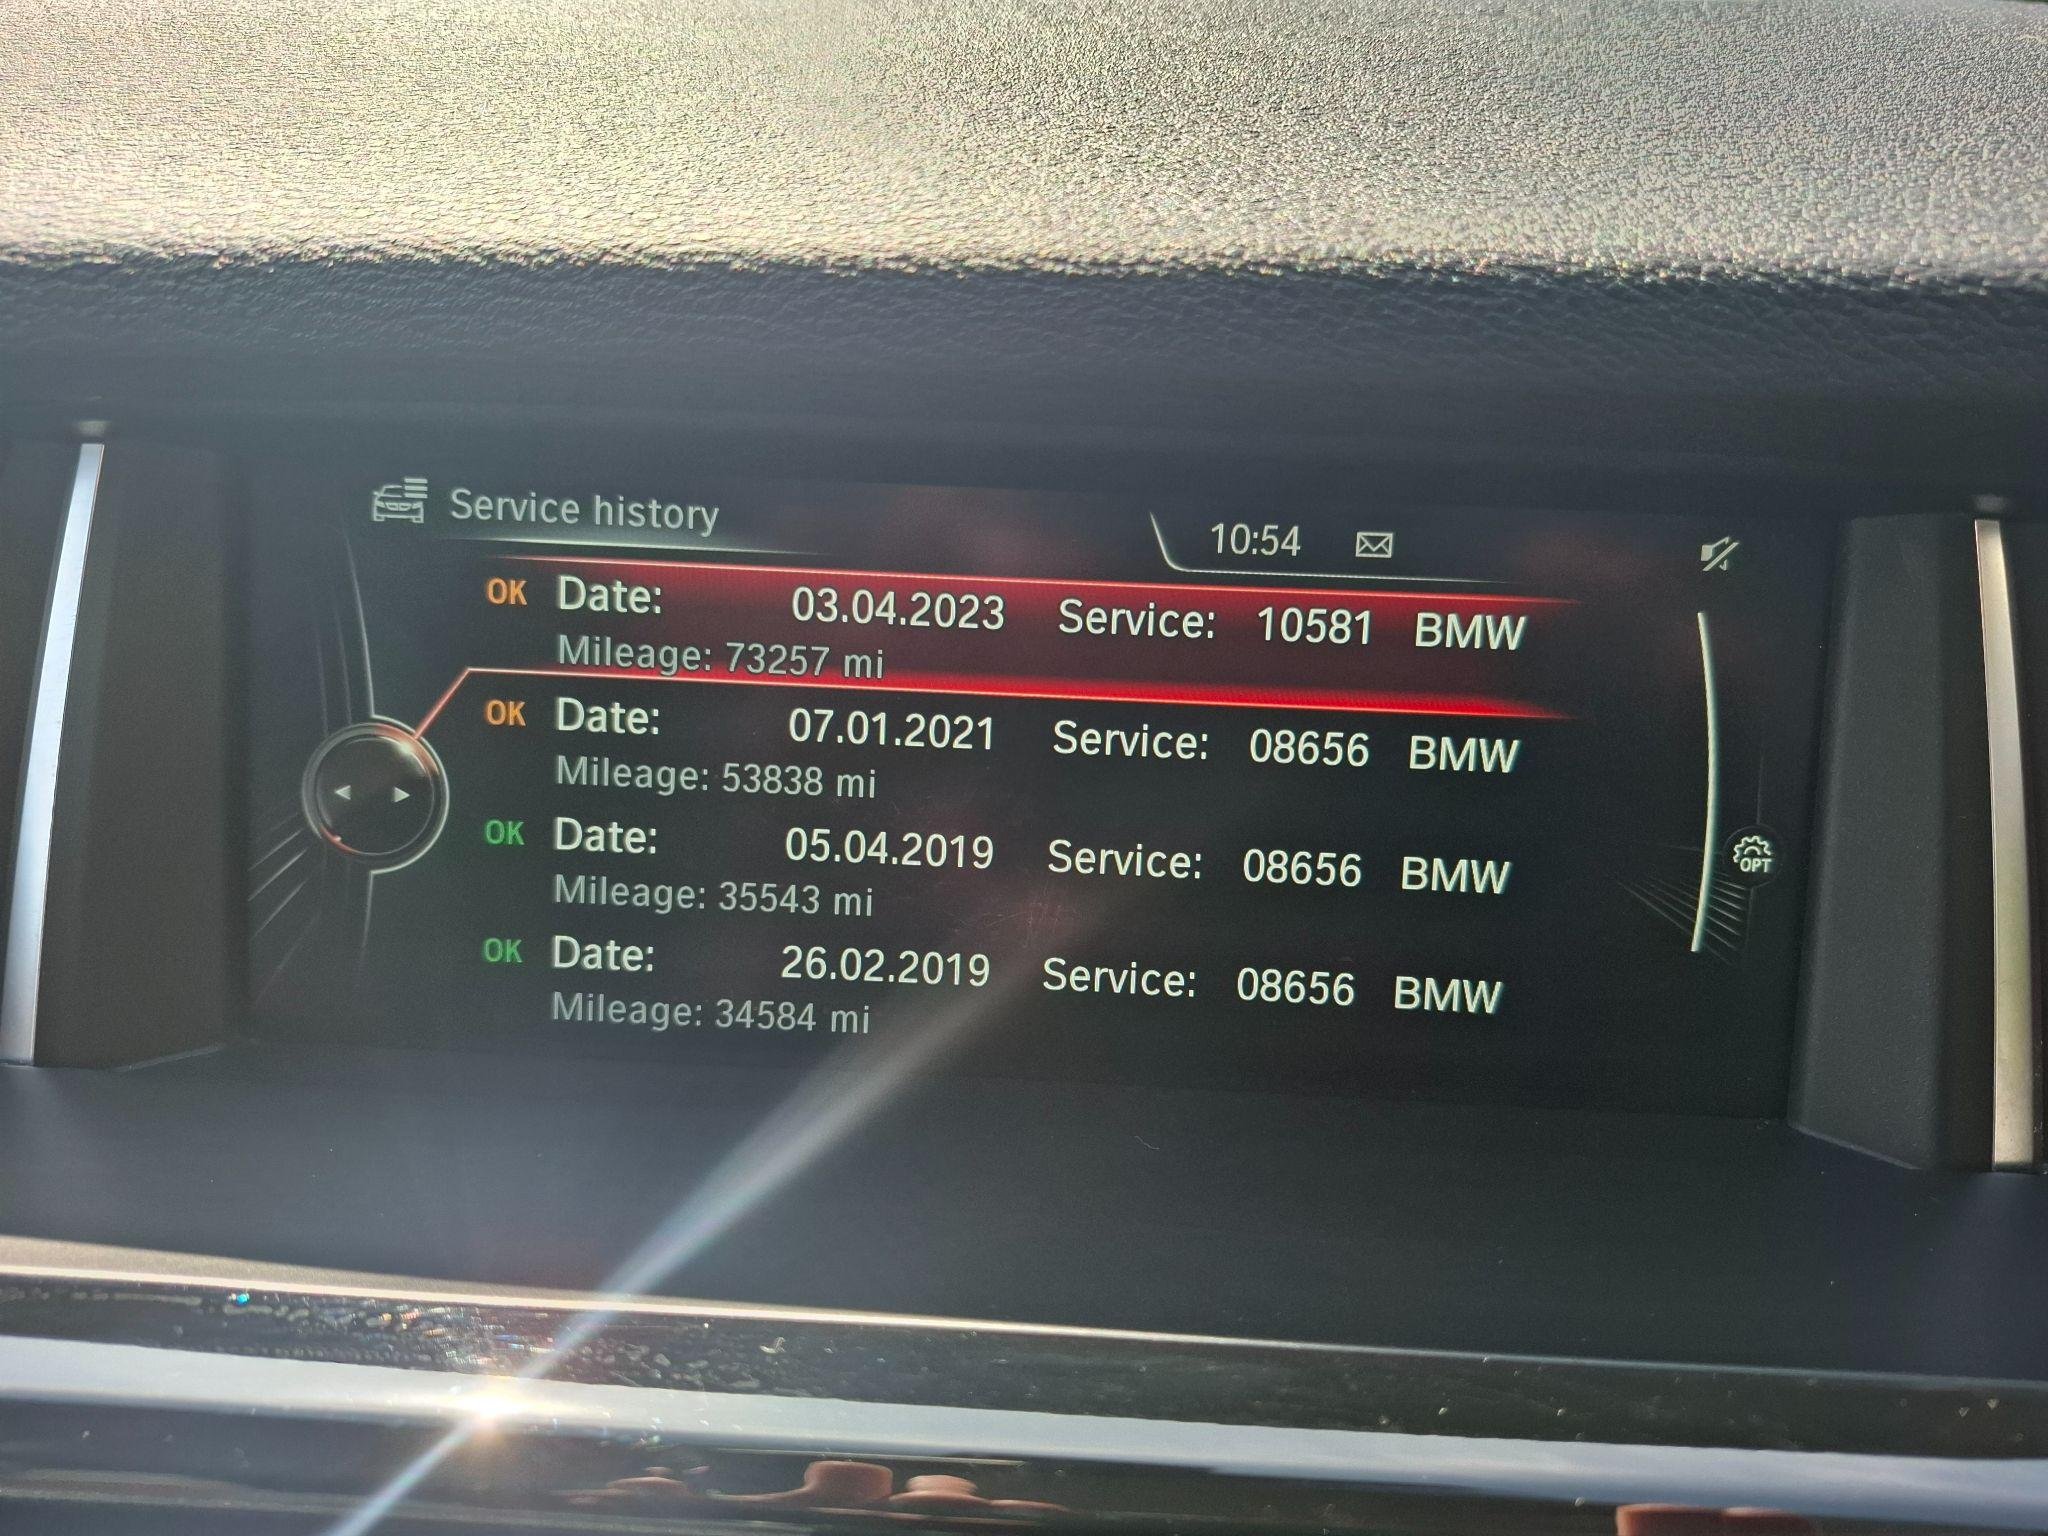 Service history
10:54
OK Date: 03.04.2023 Service: 10581 BMW
Mileage: 73257 mi
OK Date: 07.01.2021 Service: 08656 BMW
Mileage: 53838 mi
OK Date: 05.04.2019 Service: 08656 BMW
Mileage: 35543 mi
OPT
OK Date: 26.02.2019 Service: 08656 BMW
Mileage: 34584 mi